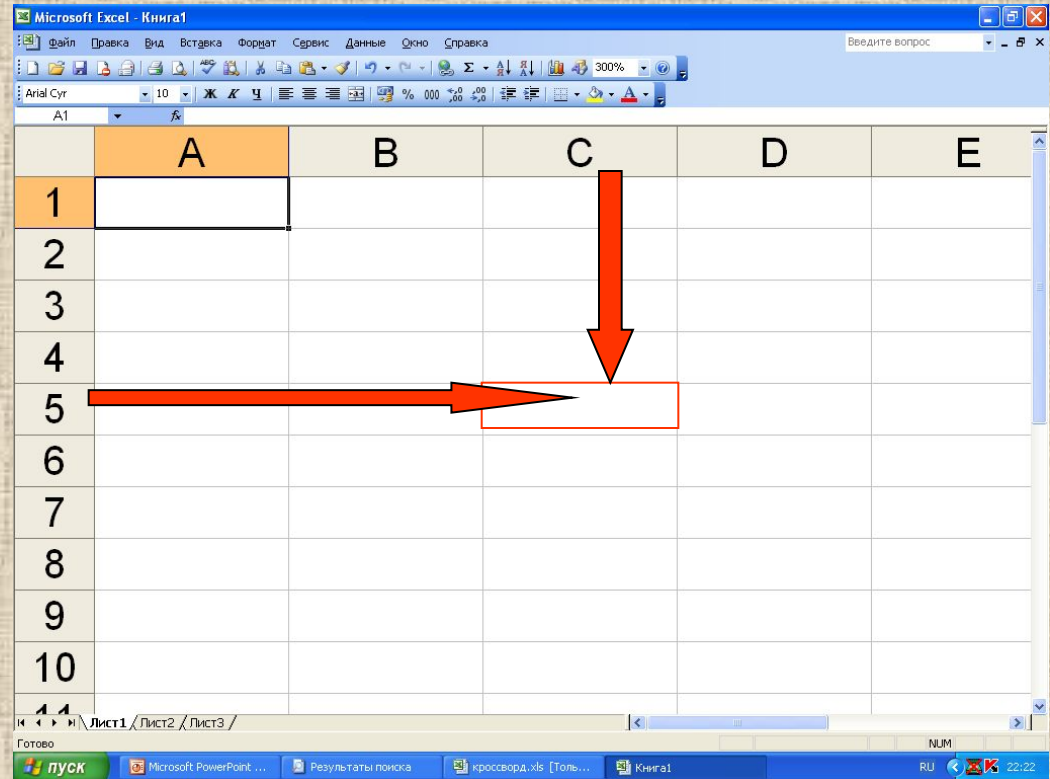 Microsoft Excel - Книга1
Файл Правка Вид Вставка Формат Сервис Данные Окно Справка Введите вопрос
300%
Arial Cyr 10 Ж К Ч % 000
A1 fx
A B C D E
1
2
3
4
5
6
7
8
9
10
11
Лист1 Лист2 Лист3
Готово NUM
пуск Microsoft PowerPoint ... Результаты поиска кроссворд.xls [Толь... Книга1 RU 22:22